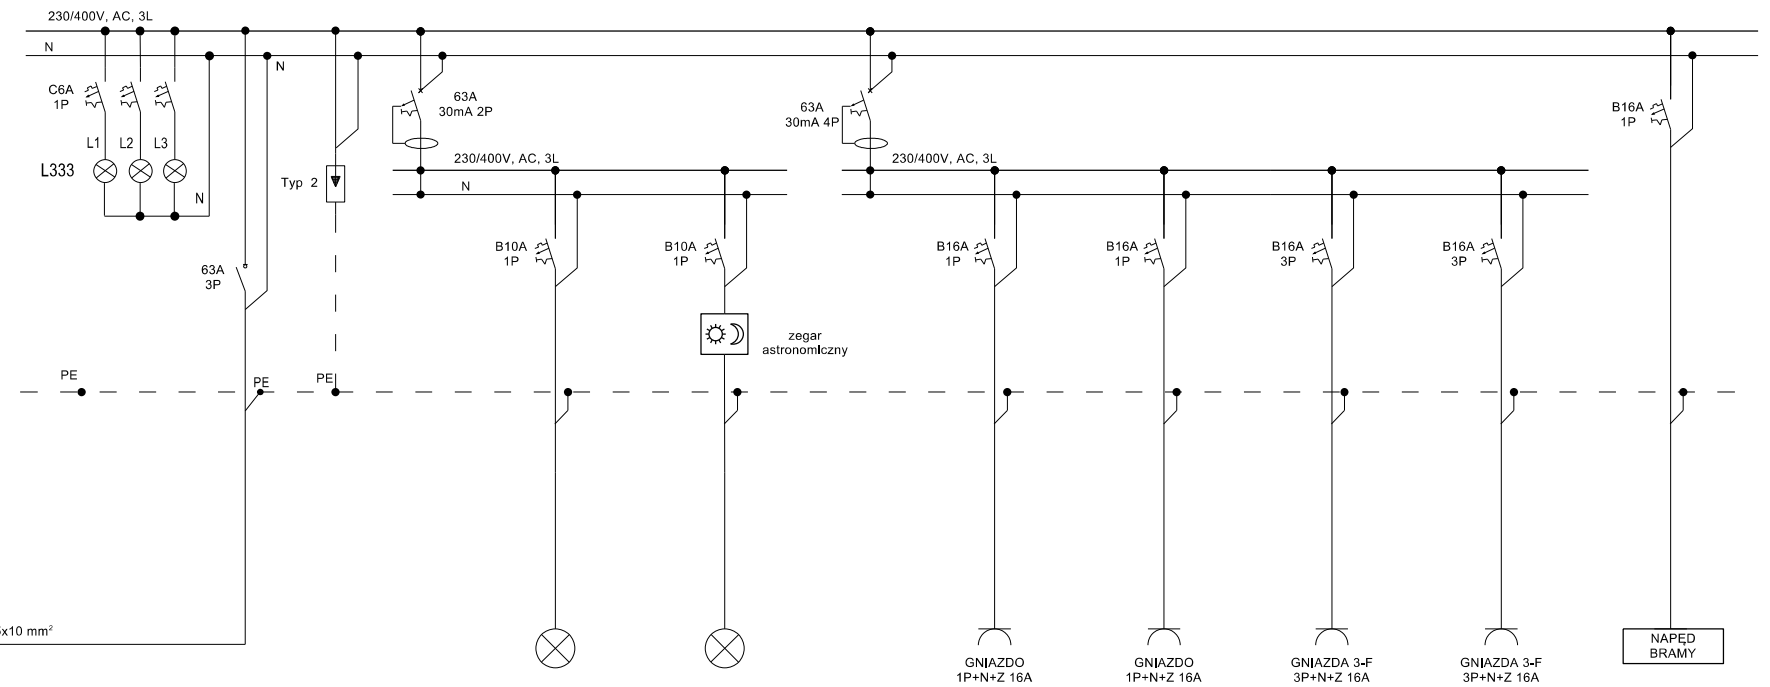 230/400V, AC, 3L
N
N
C6A
1P
L1
L2
L3
L333
N
63A
3P
Typ 2
63A
30mA 2P
63A
30mA 4P
B16A
1P
230/400V, AC, 3L
N
230/400V, AC, 3L
B10A
1P
B10A
1P
B16A
1P
B16A
1P
B16A
3P
B16A
3P
zegar
astronomiczny
PE
PE
PE
x10 mm²
GNIAZDO
1P+N+Z 16A
GNIAZDO
1P+N+Z 16A
GNIAZDA 3-F
3P+N+Z 16A
GNIAZDA 3-F
3P+N+Z 16A
NAPĘD
BRAMY